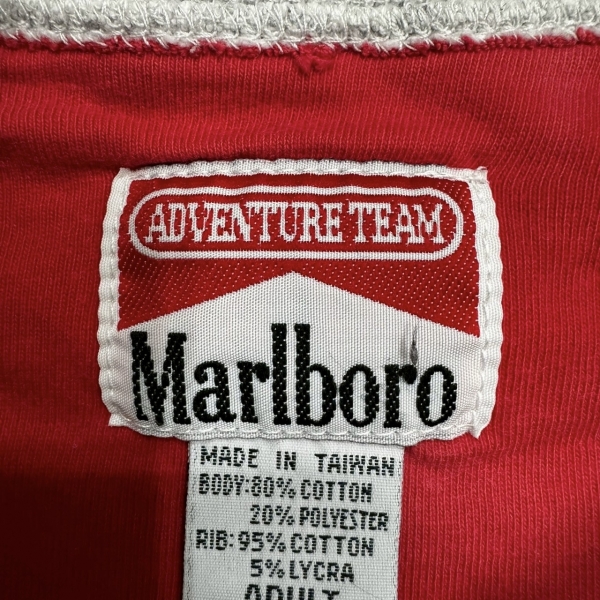 ADVENTURE TEAM
Marlboro
MADE IN TAIWAN
BODY:80% COTTON
20% POLYESTER
RIB: 95% COTTON
5% LYCRA
ADULT